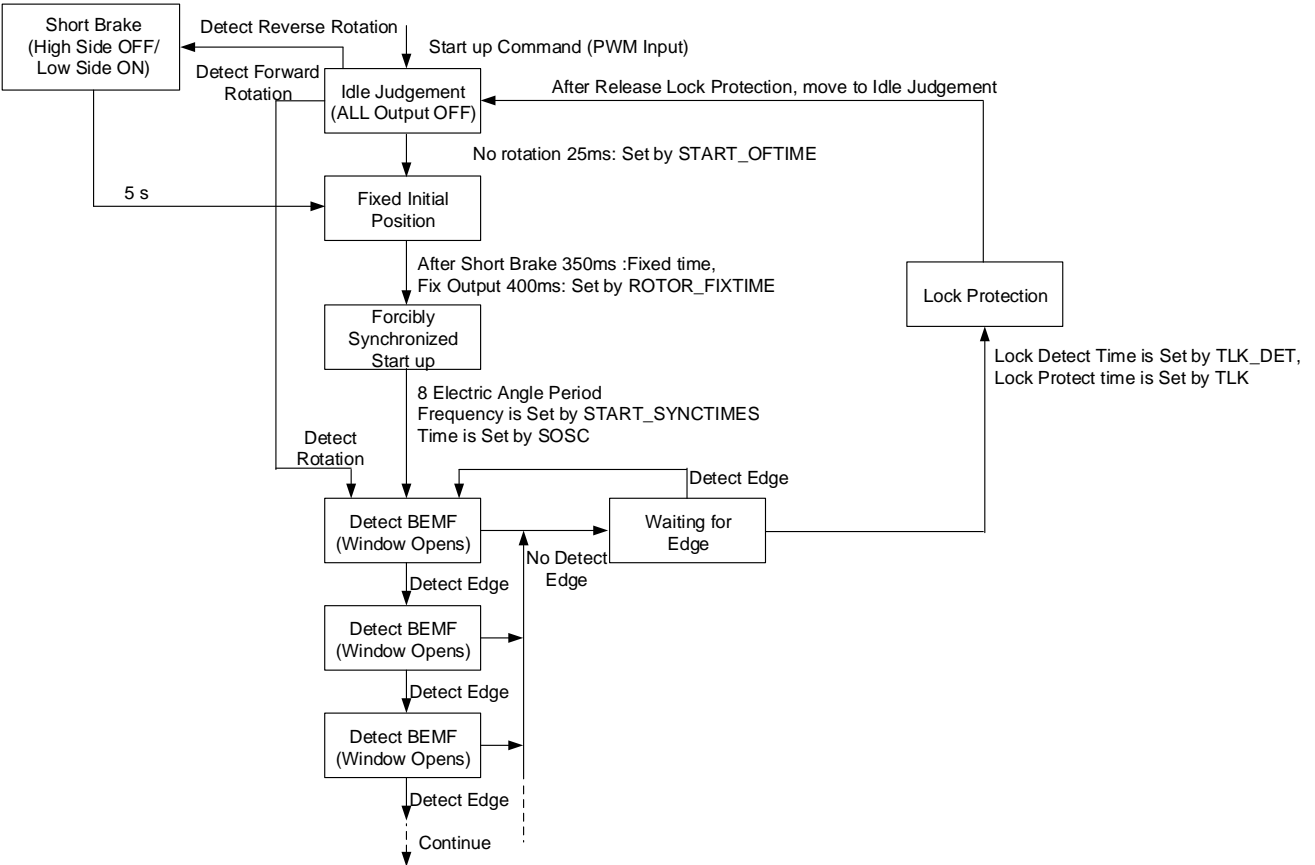 Short Brake
(High Side OFF/
Low Side ON)
Detect Reverse Rotation
Start up Command (PWM Input)
Detect Forward
Rotation
Idle Judgement
(ALL Output OFF)
After Release Lock Protection, move to Idle Judgement
No rotation 25ms: Set by START_OFTIME
5 s
Fixed Initial
Position
After Short Brake 350ms :Fixed time,
Fix Output 400ms: Set by ROTOR_FIXTIME
Lock Protection
Forcibly
Synchronized
Start up
Lock Detect Time is Set by TLK_DET,
Lock Protect time is Set by TLK
8 Electric Angle Period
Frequency is Set by START_SYNCTIMES
Time is Set by SOSC
Detect
Rotation
Detect Edge
Detect BEMF
(Window Opens)
Waiting for
Edge
No Detect
Edge
Detect Edge
Detect BEMF
(Window Opens)
Detect Edge
Detect BEMF
(Window Opens)
Detect Edge
Continue